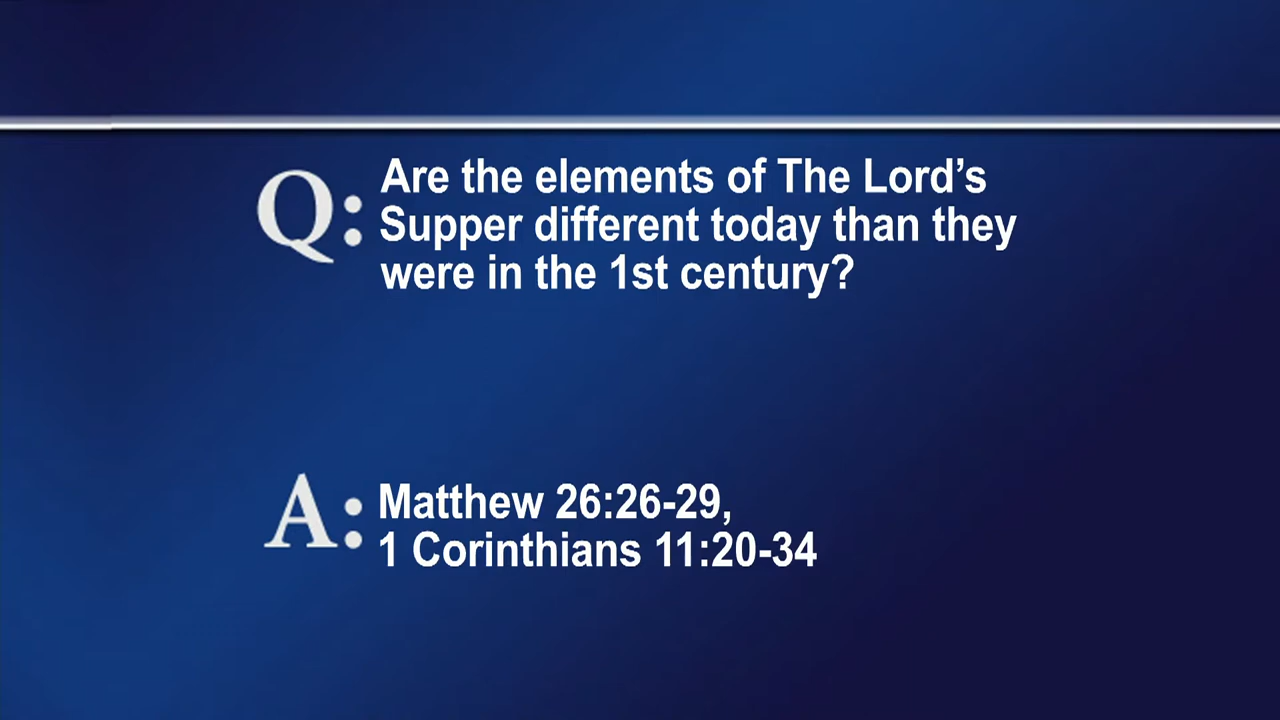 Q: Are the elements of The Lord’s
Supper different today than they
were in the 1st century?
A: Matthew 26:26-29,
1 Corinthians 11:20-34